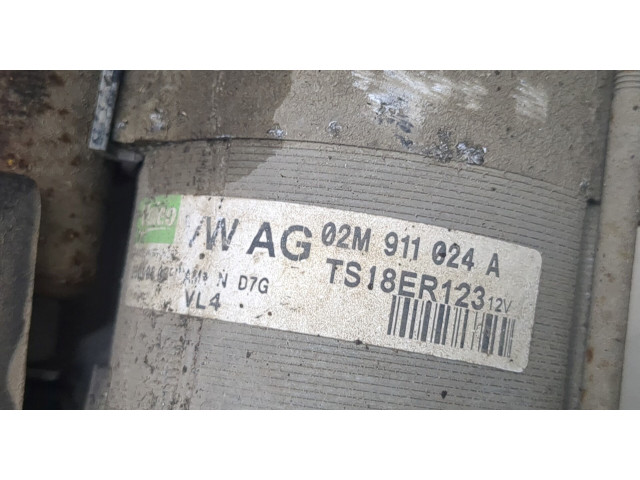 VW AG 02M 911 024 A
TS18ER123 12V
N D7G
VL4